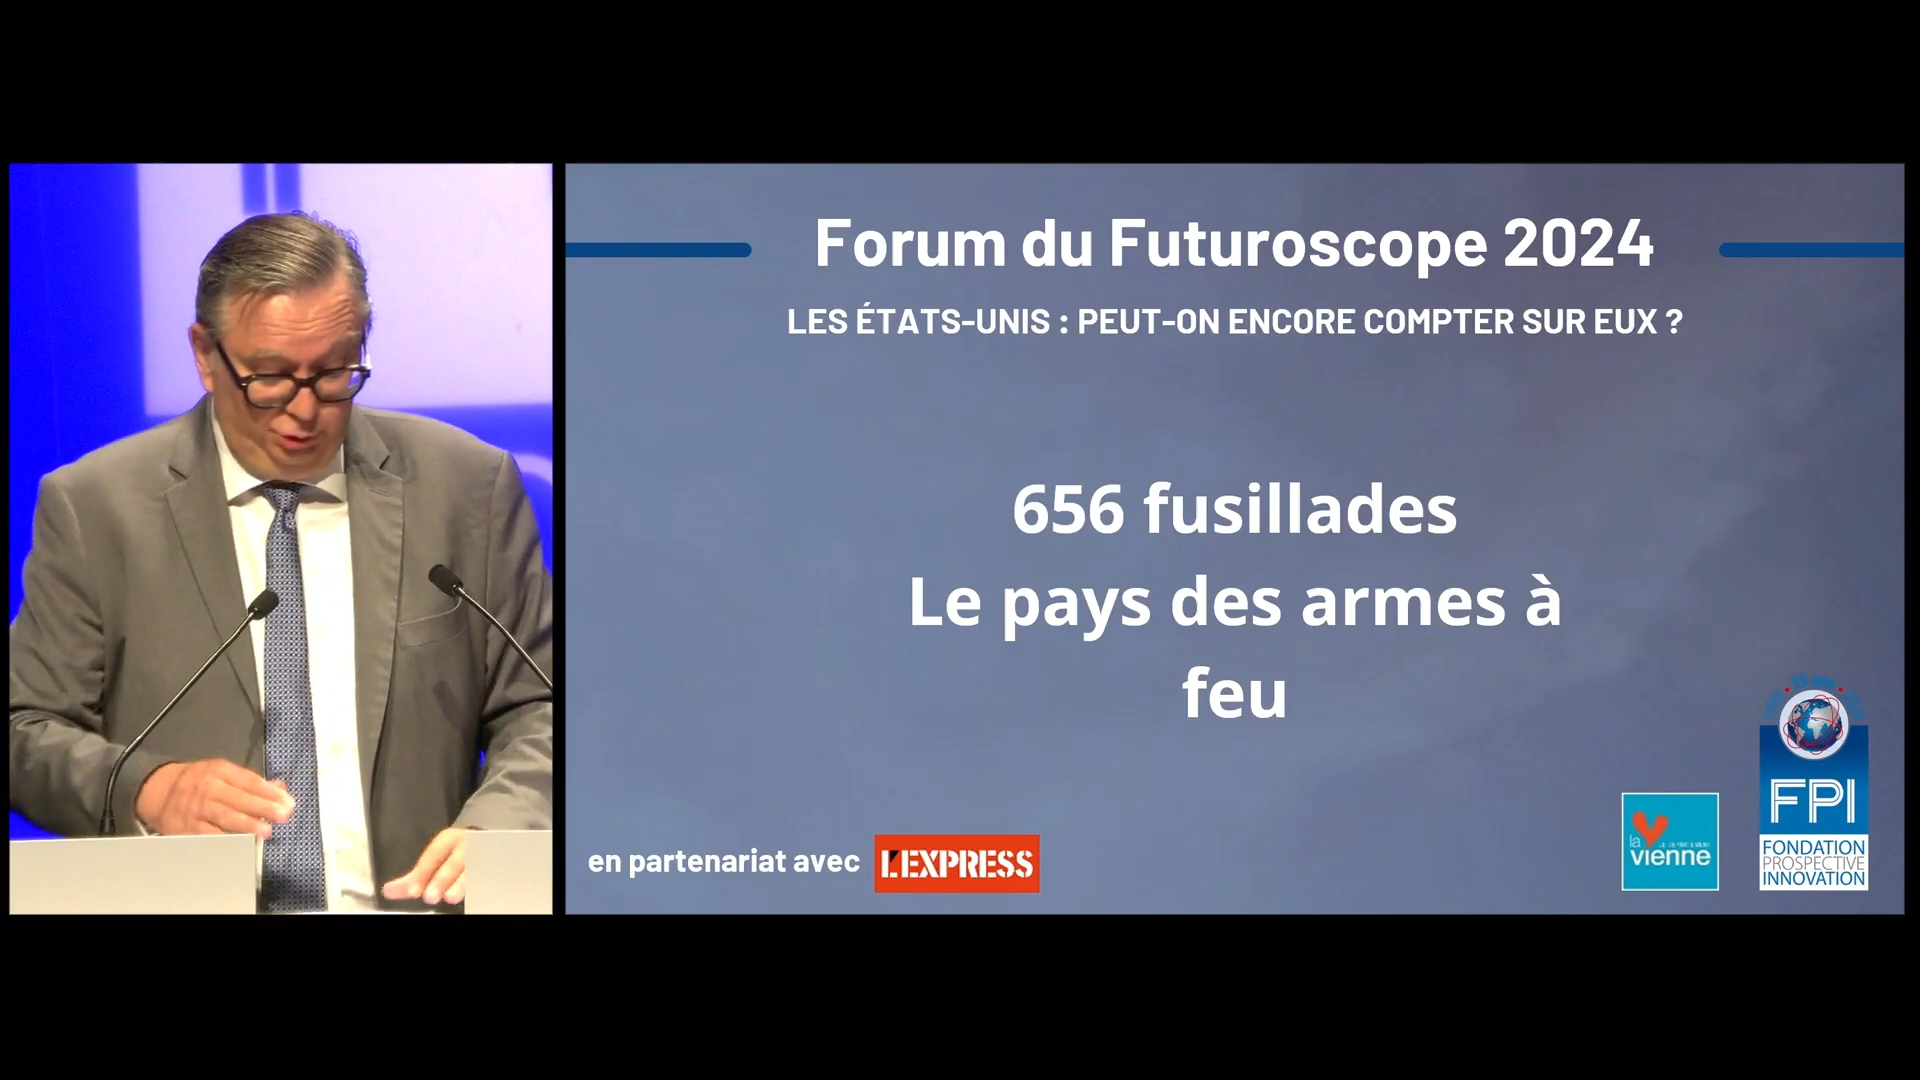 Forum du Futuroscope 2024
LES ÉTATS-UNIS : PEUT-ON ENCORE COMPTER SUR EUX ?
656 fusillades
Le pays des armes à
feu
en partenariat avec
L'EXPRESS
la
vienne
FPI
FONDATION
PROSPECTIVE
INNOVATION